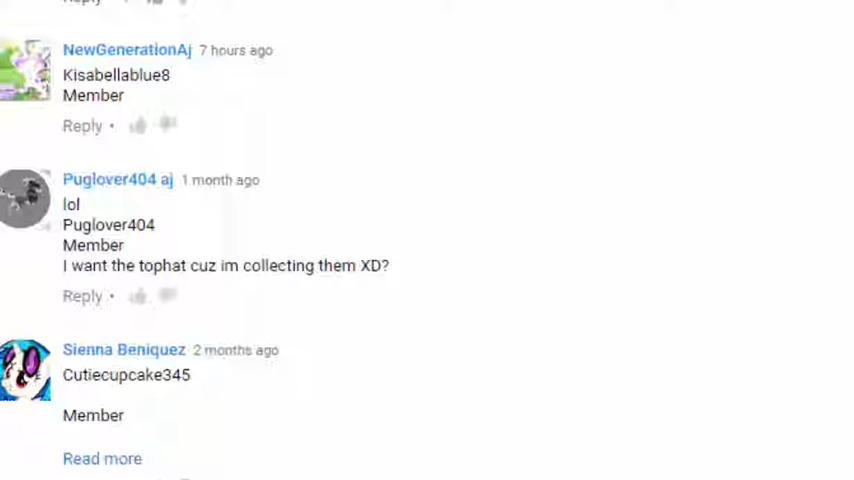 Reply •
NewGenerationAj 7 hours ago
Kisabellablue8
Member
Reply •
Puglover404 aj 1 month ago
lol
Puglover404
Member
I want the tophat cuz im collecting them XD?
Reply •
Sienna Beniquez 2 months ago
Cutiecupcake345
Member
Read more